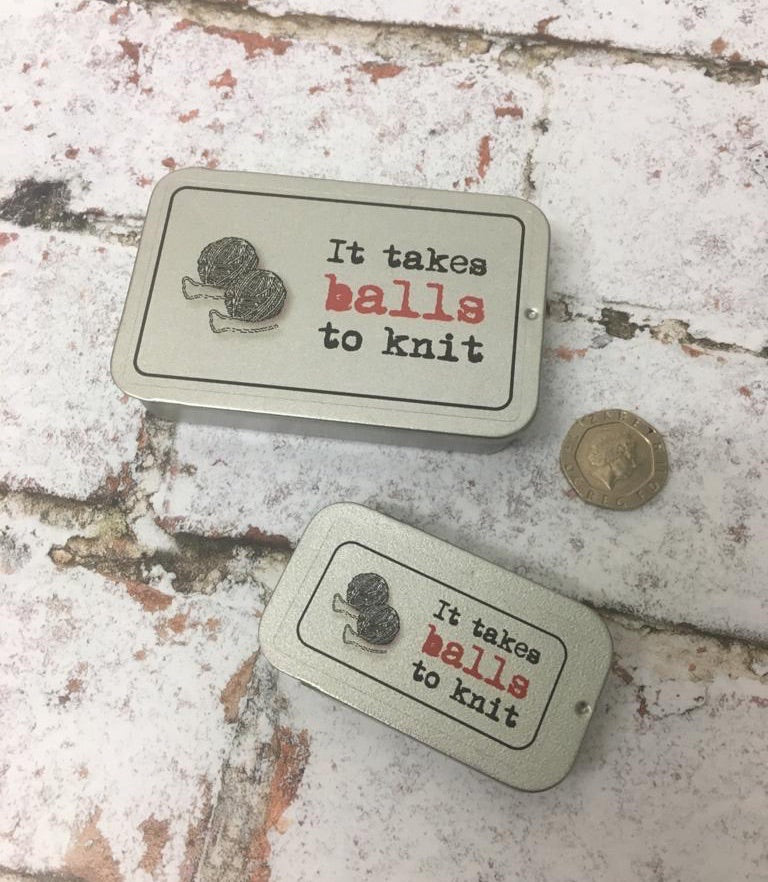 It takes
balls
to knit
It takes
balls
to knit